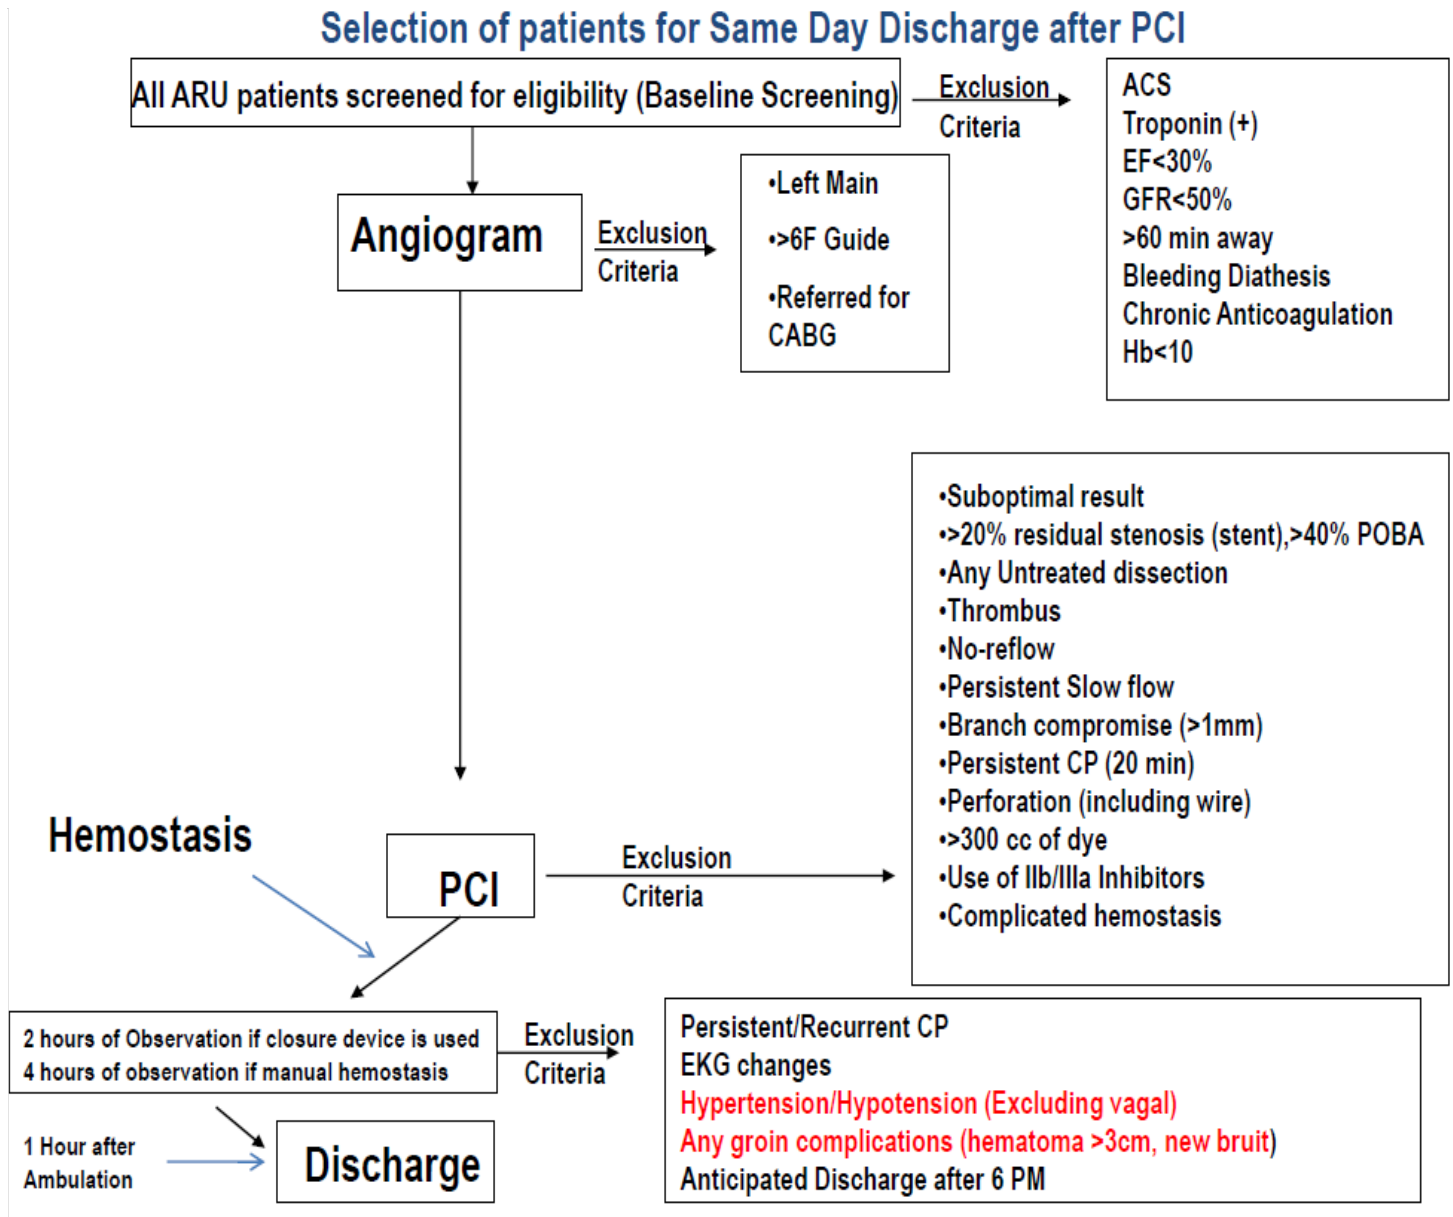 Selection of patients for Same Day Discharge after PCI
All ARU patients screened for eligibility (Baseline Screening)
Exclusion
Criteria
ACS
Troponin (+)
EF<30%
GFR<50%
>60 min away
Bleeding Diathesis
Chronic Anticoagulation
Hb<10
Angiogram
Exclusion
Criteria
•Left Main
•>6F Guide
•Referred for
CABG
Hemostasis
PCI
Exclusion
Criteria
•Suboptimal result
•>20% residual stenosis (stent),>40% POBA
•Any Untreated dissection
•Thrombus
•No-reflow
•Persistent Slow flow
•Branch compromise (>1mm)
•Persistent CP (20 min)
•Perforation (including wire)
•>300 cc of dye
•Use of IIb/IIIa Inhibitors
•Complicated hemostasis
2 hours of Observation if closure device is used
4 hours of observation if manual hemostasis
Exclusion
Criteria
Persistent/Recurrent CP
EKG changes
Hypertension/Hypotension (Excluding vagal)
Any groin complications (hematoma >3cm, new bruit)
Anticipated Discharge after 6 PM
1 Hour after
Ambulation
Discharge